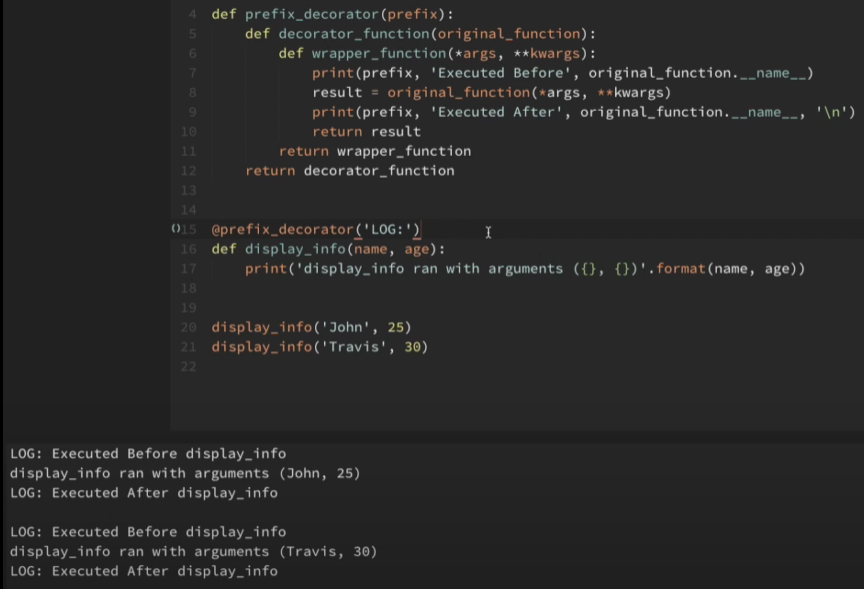 4 def prefix_decorator(prefix):
5     def decorator_function(original_function):
6         def wrapper_function(*args, **kwargs):
7             print(prefix, 'Executed Before', original_function.__name__)
8             result = original_function(*args, **kwargs)
9             print(prefix, 'Executed After', original_function.__name__, '\n')
10             return result
11         return wrapper_function
12     return decorator_function
13
14
15 @prefix_decorator('LOG:')
16 def display_info(name, age):
17     print('display_info ran with arguments ({}, {})'.format(name, age))
18
19
20 display_info('John', 25)
21 display_info('Travis', 30)
22
LOG: Executed Before display_info
display_info ran with arguments (John, 25)
LOG: Executed After display_info
LOG: Executed Before display_info
display_info ran with arguments (Travis, 30)
LOG: Executed After display_info